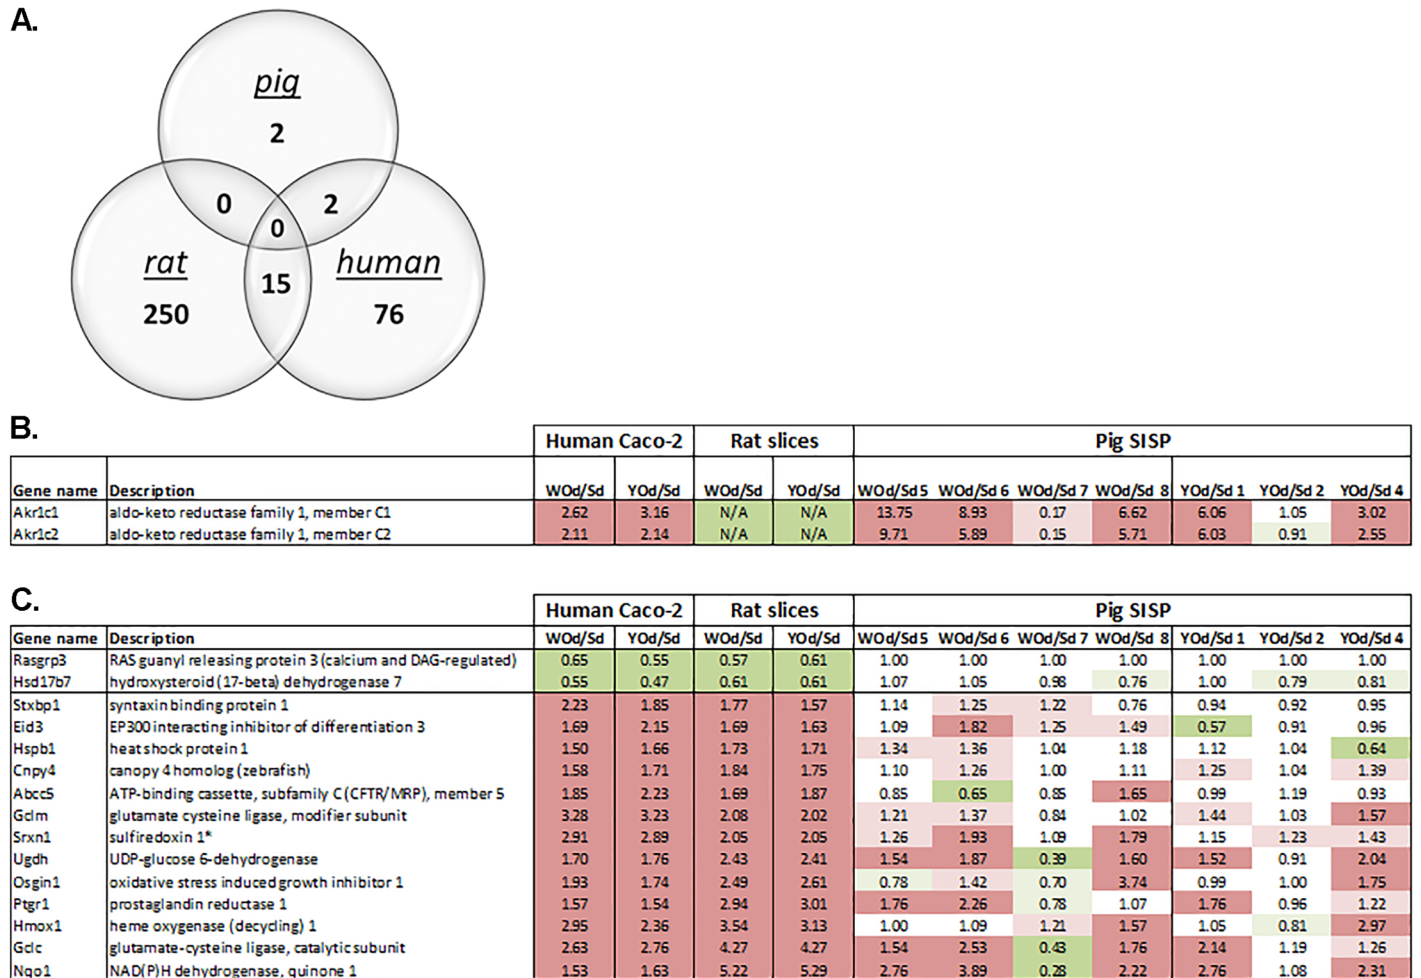 A.
pig
2
0
2
0
rat
human
15
250
76
B.
Human Caco-2 Rat slices Pig SISP
Gene name Description WOd/Sd YOd/Sd WOd/Sd YOd/Sd WOd/Sd 5 WOd/Sd 6 WOd/Sd 7 WOd/Sd 8 YOd/Sd 1 YOd/Sd 2 YOd/Sd 4
Akr1c1 aldo-keto reductase family 1, member C1 2.62 3.16 N/A N/A 13.75 8.93 0.17 6.62 6.06 1.05 3.02
Akr1c2 aldo-keto reductase family 1, member C2 2.11 2.14 N/A N/A 9.71 5.89 0.15 5.71 6.03 0.91 2.55
C.
Human Caco-2 Rat slices Pig SISP
Gene name Description WOd/Sd YOd/Sd WOd/Sd YOd/Sd WOd/Sd 5 WOd/Sd 6 WOd/Sd 7 WOd/Sd 8 YOd/Sd 1 YOd/Sd 2 YOd/Sd 4
Rasgrp3 RAS guanyl releasing protein 3 (calcium and DAG-regulated) 0.65 0.55 0.57 0.61 1.00 1.00 1.00 1.00 1.00 1.00 1.00
Hsd17b7 hydroxysteroid (17-beta) dehydrogenase 7 0.55 0.47 0.61 0.61 1.07 1.05 0.98 0.76 1.00 0.79 0.81
Stxbp1 syntaxin binding protein 1 2.23 1.85 1.77 1.57 1.14 1.25 1.22 0.76 0.94 0.92 0.95
Eid3 EP300 interacting inhibitor of differentiation 3 1.69 2.15 1.69 1.63 1.09 1.82 1.25 1.49 0.57 0.91 0.96
Hspb1 heat shock protein 1 1.50 1.66 1.73 1.71 1.34 1.36 1.04 1.18 1.12 1.04 0.64
Cnpy4 canopy 4 homolog (zebrafish) 1.58 1.71 1.84 1.75 1.10 1.26 1.00 1.11 1.25 1.04 1.39
Abcc5 ATP-binding cassette, subfamily C (CFTR/MRP), member 5 1.85 2.23 1.69 1.87 0.85 0.65 0.85 1.65 0.99 1.19 0.93
Gclm glutamate cysteine ligase, modifier subunit 3.28 3.23 2.08 2.02 1.21 1.37 0.84 1.02 1.44 1.03 1.57
Srxn1 sulfiredoxin 1* 2.91 2.89 2.05 2.05 1.26 1.93 1.09 1.79 1.15 1.23 1.43
Ugdh UDP-glucose 6-dehydrogenase 1.70 1.76 2.43 2.41 1.54 1.87 0.39 1.60 1.52 0.91 2.04
Osgin1 oxidative stress induced growth inhibitor 1 1.93 1.74 2.49 2.61 0.78 1.42 0.70 3.74 0.99 1.00 1.75
Ptgr1 prostaglandin reductase 1 1.57 1.54 2.94 3.01 1.76 2.26 0.78 1.07 1.76 0.96 1.22
Hmox1 heme oxygenase (decycling) 1 2.95 2.36 3.54 3.13 1.00 1.09 1.21 1.57 1.05 0.81 2.97
Gclc glutamate-cysteine ligase, catalytic subunit 2.63 2.76 4.27 4.27 1.54 2.53 0.43 1.76 2.14 1.19 1.26
Nqo1 NAD(P)H dehydrogenase, quinone 1 1.53 1.63 5.22 5.29 2.76 3.89 0.28 2.22 2.76 1.08 2.31